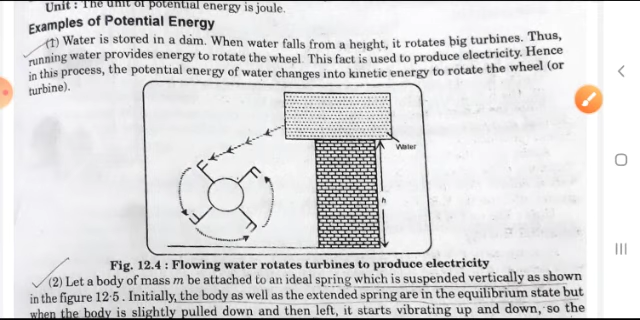 Unit : The unit of potential energy is joule.
Examples of Potential Energy
(1) Water is stored in a dam. When water falls from a height, it rotates big turbines. Thus,
running water provides energy to rotate the wheel. This fact is used to produce electricity. Hence
in this process, the potential energy of water changes into kinetic energy to rotate the wheel (or
turbine).
Water
h
Fig. 12.4 : Flowing water rotates turbines to produce electricity
(2) Let a body of mass m be attached to an ideal spring which is suspended vertically as shown
in the figure 12·5. Initially, the body as well as the extended spring are in the equilibrium state but
when the body is slightly pulled down and then left, it starts vibrating up and down, so the